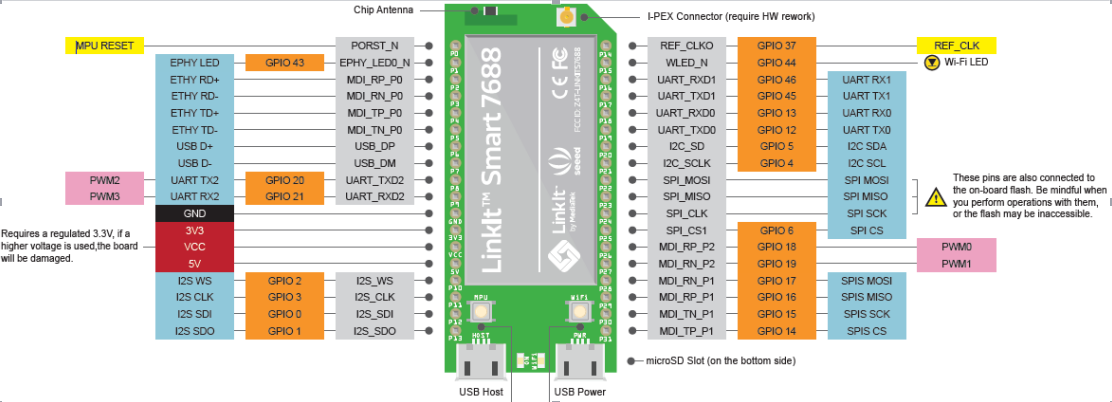 Chip Antenna
I-PEX Connector (require HW rework)
MPU RESET PORST_N
EPHY LED GPIO 43 EPHY_LED0_N
ETHY RD+ MDI_RP_P0
ETHY RD- MDI_RN_P0
ETHY TD+ MDI_TP_P0
ETHY TD- MDI_TN_P0
USB D+ USB_DP
USB D- USB_DM
PWM2 UART TX2 GPIO 20 UART_TXD2
PWM3 UART RX2 GPIO 21 UART_RXD2
GND
3V3
VCC
5V
Requires a regulated 3.3V, if a
higher voltage is used,the board
will be damaged.
I2S WS GPIO 2 I2S_WS
I2S CLK GPIO 3 I2S_CLK
I2S SDI GPIO 0 I2S_SDI
I2S SDO GPIO 1 I2S_SDO
P0
P1
P2
P3
P4
P5
P6
P7
P8
P9
GND
3V3
VCC
5V
P10
P11
P12
P13
LinkIt™ Smart 7688
CE FC
FCC ID: Z4T-LINKITS7688
seeed
LinkIt™
by MediaTek
P14
P15
P16
P17
P18
P19
P20
P21
P22
P23
P24
P25
P26
P27
P28
P29
P30
P31
MPU
WiFi
HOST
PWR
WiFi
USB Host
USB Power
REF_CLKO GPIO 37 REF_CLK
WLED_N GPIO 44 Wi-Fi LED
UART_RXD1 GPIO 46 UART RX1
UART_TXD1 GPIO 45 UART TX1
UART_RXD0 GPIO 13 UART RX0
UART_TXD0 GPIO 12 UART TX0
I2C_SD GPIO 5 I2C SDA
I2C_SCLK GPIO 4 I2C SCL
SPI_MOSI SPI MOSI
SPI_MISO SPI MISO
SPI_CLK SPI SCK
These pins are also connected to
the on-board flash. Be mindful when
you perform operations with them,
or the flash may be inaccessible.
SPI_CS1 GPIO 6 SPI CS
MDI_RP_P2 GPIO 18 PWM0
MDI_RN_P2 GPIO 19 PWM1
MDI_RN_P1 GPIO 17 SPIS MOSI
MDI_RP_P1 GPIO 16 SPIS MISO
MDI_TN_P1 GPIO 15 SPIS SCK
MDI_TP_P1 GPIO 14 SPIS CS
microSD Slot (on the bottom side)